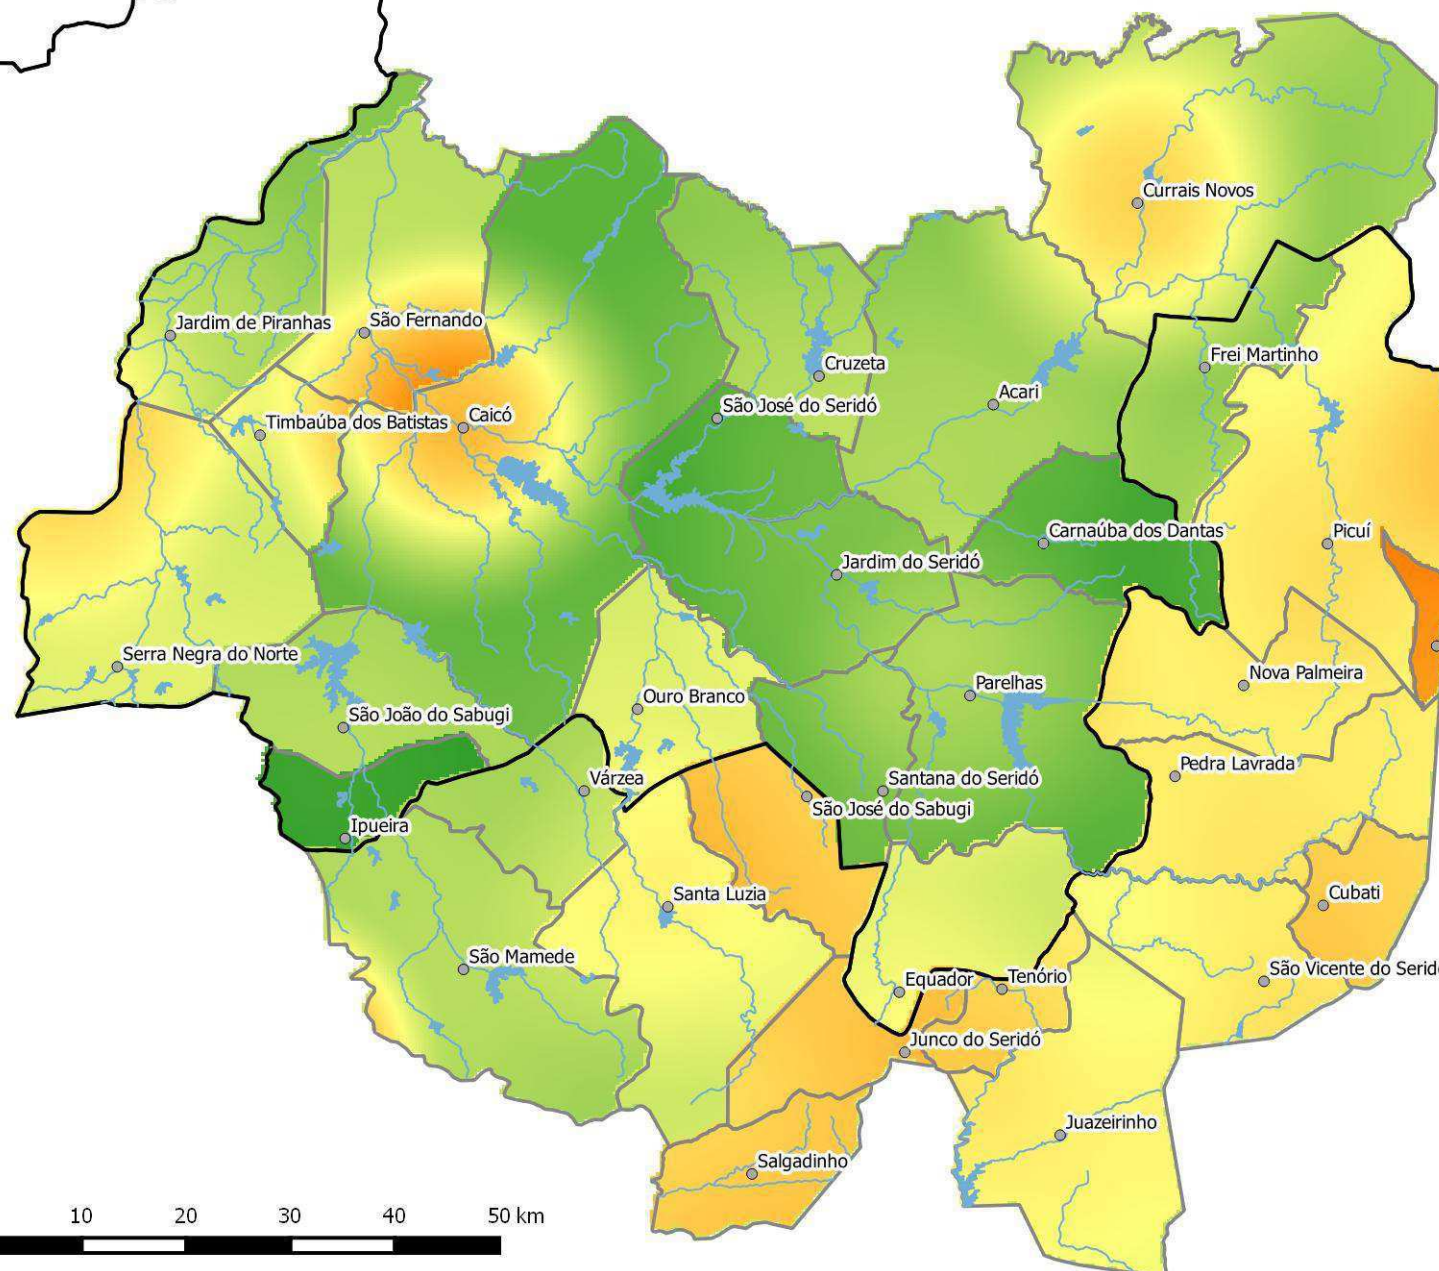 Currais Novos
Jardim de Piranhas
São Fernando
Frei Martinho
Cruzeta
Acari
São José do Seridó
Timbaúba dos Batistas
Caicó
Carnaúba dos Dantas
Picuí
Jardim do Seridó
Serra Negra do Norte
Nova Palmeira
Parelhas
Ouro Branco
São João do Sabugi
Pedra Lavrada
Várzea
Santana do Seridó
São José do Sabugi
Ipueira
Santa Luzia
Cubati
São Mamede
São Vicente do Serid
Equador
Tenório
Junco do Seridó
Juazeirinho
Salgadinho
10 20 30 40 50 km